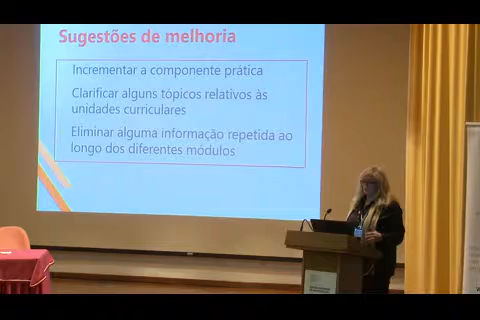 Sugestões de melhoria
Incrementar a componente prática
Clarificar alguns tópicos relativos às
unidades curriculares
Eliminar alguma informação repetida ao
longo dos diferentes módulos